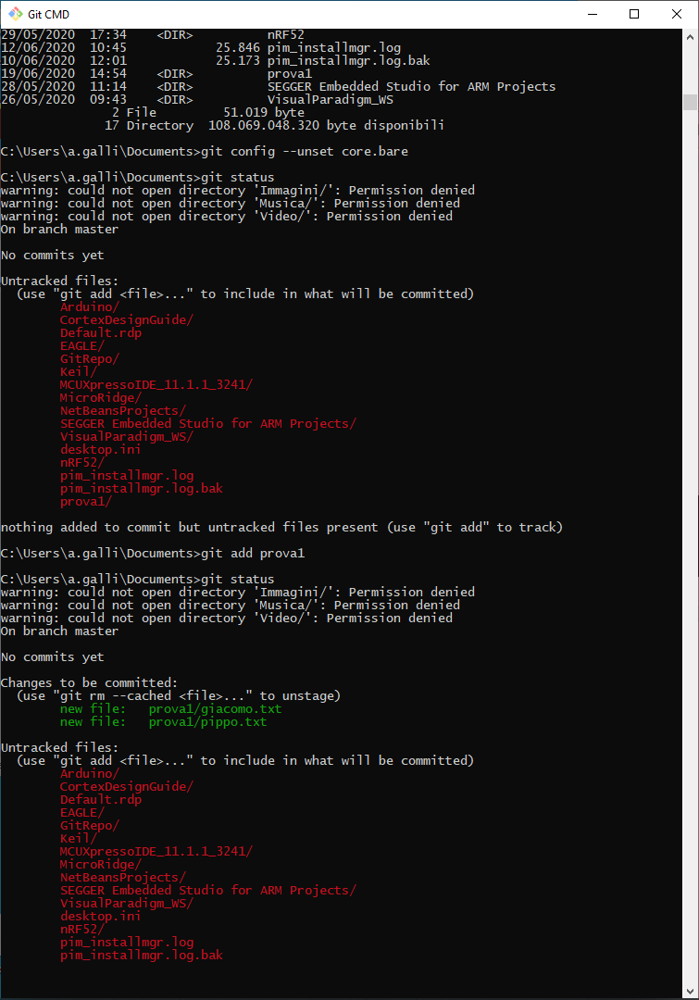 Git CMD
29/05/2020  17:34    <DIR>          nRF52
12/06/2020  10:45            25.846 pim_installmgr.log
10/06/2020  12:01            25.173 pim_installmgr.log.bak
19/06/2020  14:54    <DIR>          prova1
28/05/2020  11:14    <DIR>          SEGGER Embedded Studio for ARM Projects
26/05/2020  09:43    <DIR>          VisualParadigm_WS
               2 File         51.019 byte
              17 Directory  108.069.048.320 byte disponibili
C:\Users\a.galli\Documents>git config --unset core.bare
C:\Users\a.galli\Documents>git status
warning: could not open directory 'Immagini/': Permission denied
warning: could not open directory 'Musica/': Permission denied
warning: could not open directory 'Video/': Permission denied
On branch master
No commits yet
Untracked files:
  (use "git add <file>..." to include in what will be committed)
        Arduino/
        CortexDesignGuide/
        Default.rdp
        EAGLE/
        GitRepo/
        Keil/
        MCUXpressoIDE_11.1.1_3241/
        MicroRidge/
        NetBeansProjects/
        SEGGER Embedded Studio for ARM Projects/
        VisualParadigm_WS/
        desktop.ini
        nRF52/
        pim_installmgr.log
        pim_installmgr.log.bak
        prova1/
nothing added to commit but untracked files present (use "git add" to track)
C:\Users\a.galli\Documents>git add prova1
C:\Users\a.galli\Documents>git status
warning: could not open directory 'Immagini/': Permission denied
warning: could not open directory 'Musica/': Permission denied
warning: could not open directory 'Video/': Permission denied
On branch master
No commits yet
Changes to be committed:
  (use "git rm --cached <file>..." to unstage)
        new file:   prova1/giacomo.txt
        new file:   prova1/pippo.txt
Untracked files:
  (use "git add <file>..." to include in what will be committed)
        Arduino/
        CortexDesignGuide/
        Default.rdp
        EAGLE/
        GitRepo/
        Keil/
        MCUXpressoIDE_11.1.1_3241/
        MicroRidge/
        NetBeansProjects/
        SEGGER Embedded Studio for ARM Projects/
        VisualParadigm_WS/
        desktop.ini
        nRF52/
        pim_installmgr.log
        pim_installmgr.log.bak